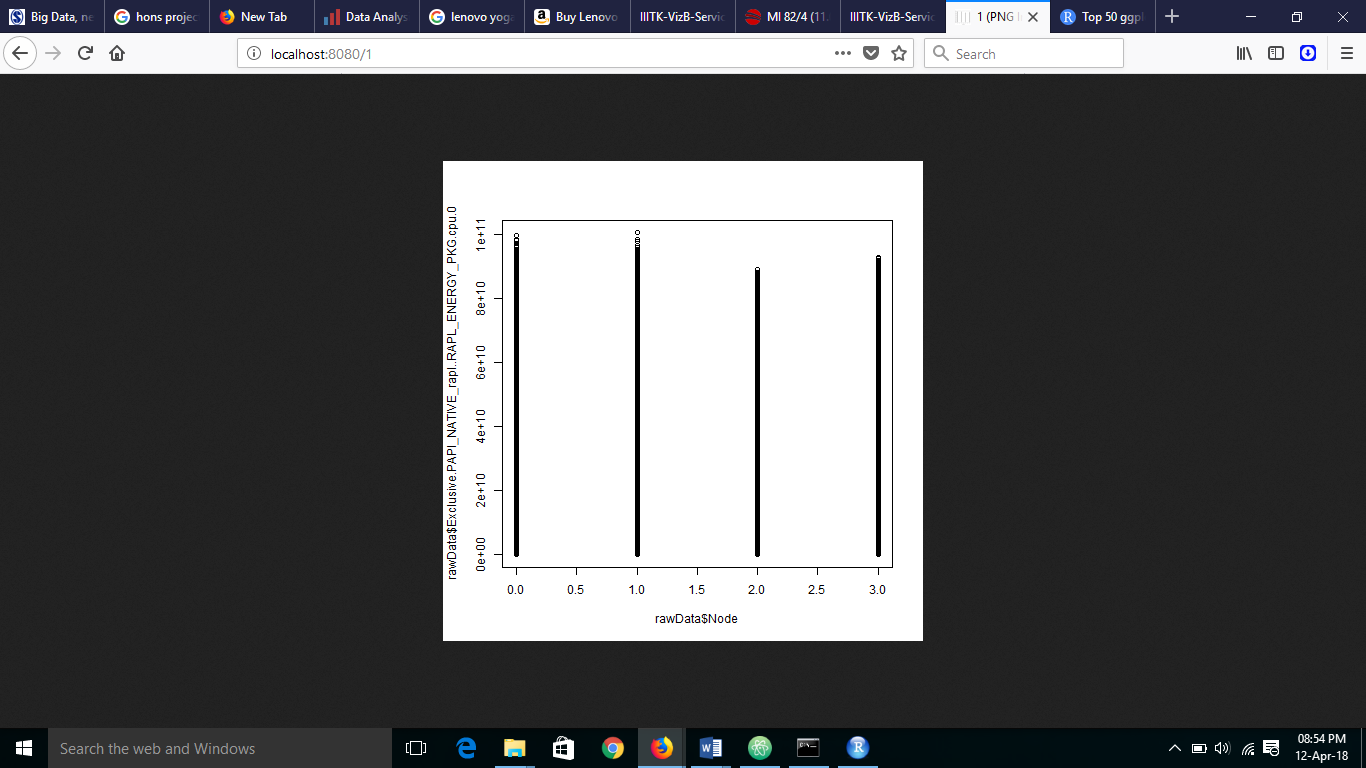 Big Data, ne
hons projec
New Tab
Data Analys
lenovo yoga
Buy Lenovo
IIITK-VizB-Servic
MI 82/4 (11.
IIITK-VizB-Servic
1 (PNG I
Top 50 ggpl
localhost:8080/1
Search
rawData$Exclusive.PAPI_NATIVE_rapl..RAPL_ENERGY_PKG.cpu.0
1e+11
8e+10
6e+10
4e+10
2e+10
0e+00
0.0 0.5 1.0 1.5 2.0 2.5 3.0
rawData$Node
Search the web and Windows
08:54 PM
12-Apr-18